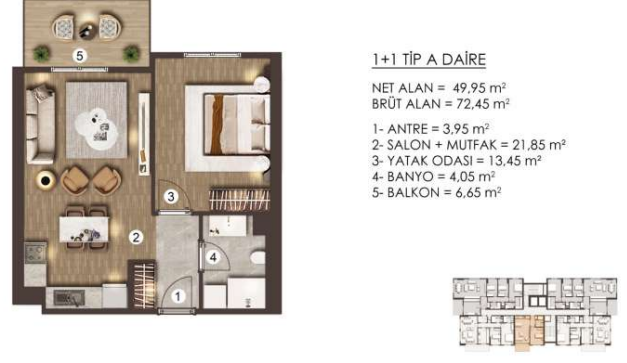 1+1 TİP A DAİRE
NET ALAN = 49,95 m²
BRÜT ALAN = 72,45 m²
1- ANTRE = 3,95 m²
2- SALON + MUTFAK = 21,85 m²
3- YATAK ODASI = 13,45 m²
4- BANYO = 4,05 m²
5- BALKON = 6,65 m²
5
3
2
4
1